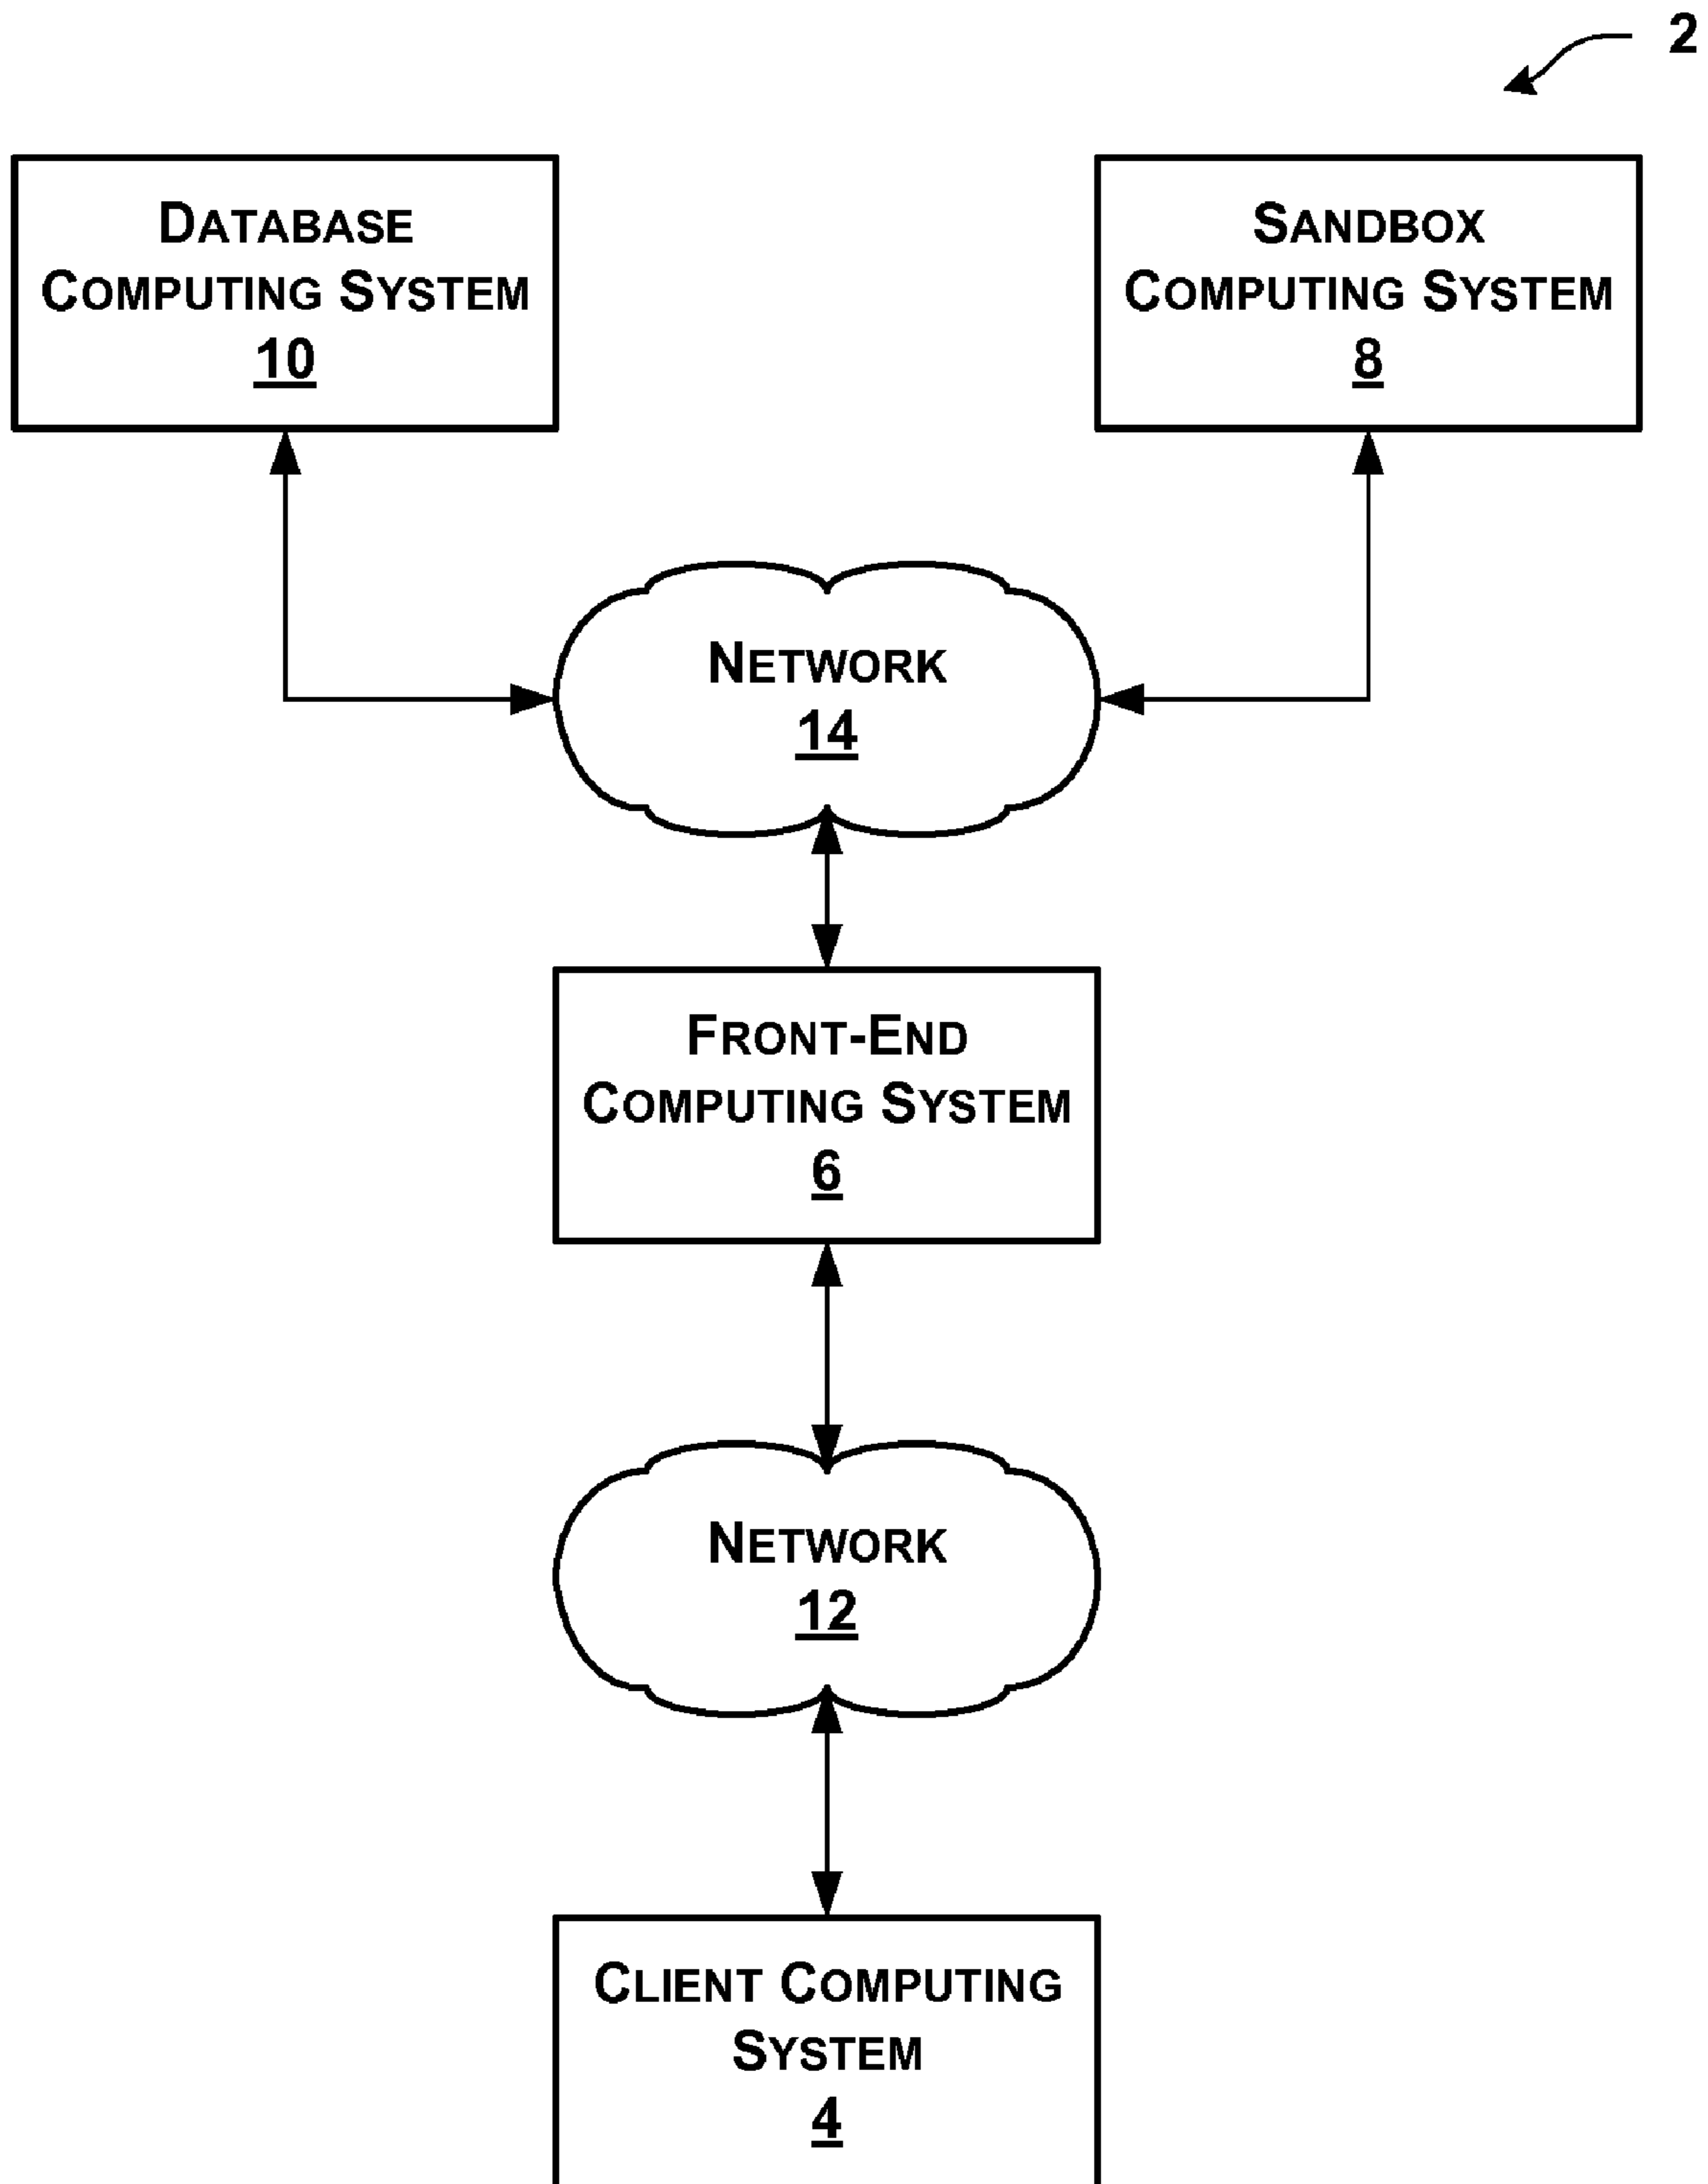 2
DATABASE
COMPUTING SYSTEM
10
SANDBOX
COMPUTING SYSTEM
8
NETWORK
14
FRONT-END
COMPUTING SYSTEM
6
NETWORK
12
CLIENT COMPUTING
SYSTEM
4